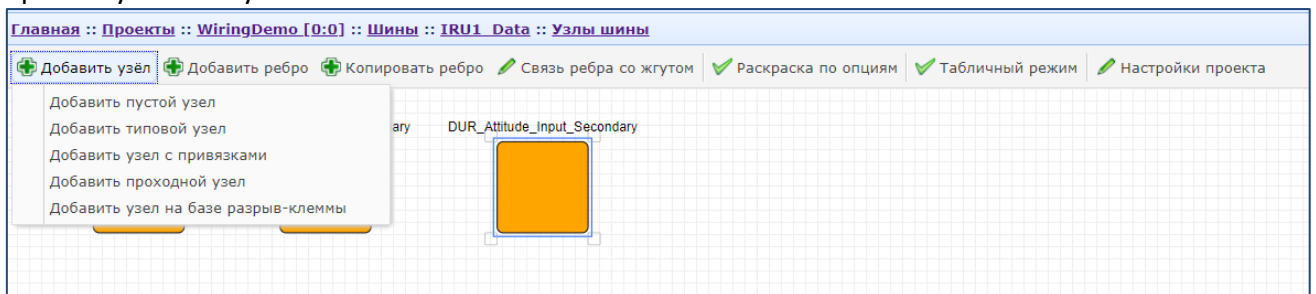 Главная :: Проекты :: WiringDemo [0:0] :: Шины :: IRU1_Data :: Узлы шины
Добавить узёл Добавить ребро Копировать ребро Связь ребра со жгутом Раскраска по опциям Табличный режим Настройки проекта
Добавить пустой узел
Добавить типовой узел
ary DUR_Attitude_Input_Secondary
Добавить узел с привязками
Добавить проходной узел
Добавить узел на базе разрыв-клеммы